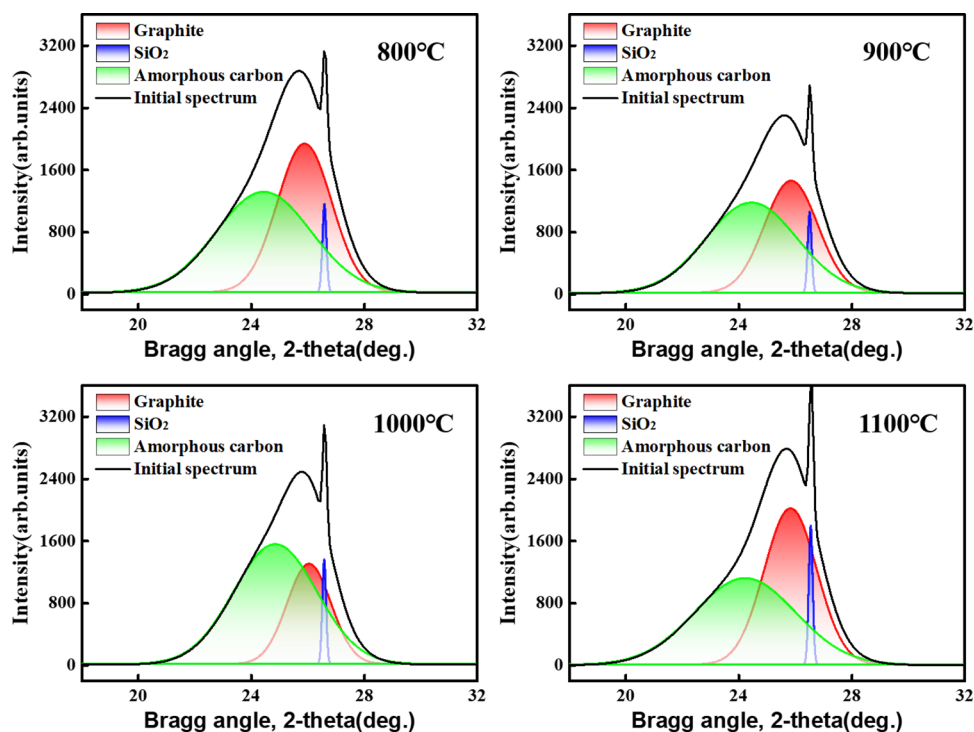 Graphite
SiO₂
Amorphous carbon
Initial spectrum
800°C
Intensity(arb.units)
3200
2400
1600
800
0
20
24
28
32
Bragg angle, 2-theta(deg.)
Graphite
SiO₂
Amorphous carbon
Initial spectrum
900°C
Intensity(arb.units)
3200
2400
1600
800
0
20
24
28
32
Bragg angle, 2-theta(deg.)
Graphite
SiO₂
Amorphous carbon
Initial spectrum
1000°C
Intensity(arb.units)
3200
2400
1600
800
0
20
24
28
32
Bragg angle, 2-theta(deg.)
Graphite
SiO₂
Amorphous carbon
Initial spectrum
1100°C
Intensity(arb.units)
3200
2400
1600
800
0
20
24
28
32
Bragg angle, 2-theta(deg.)